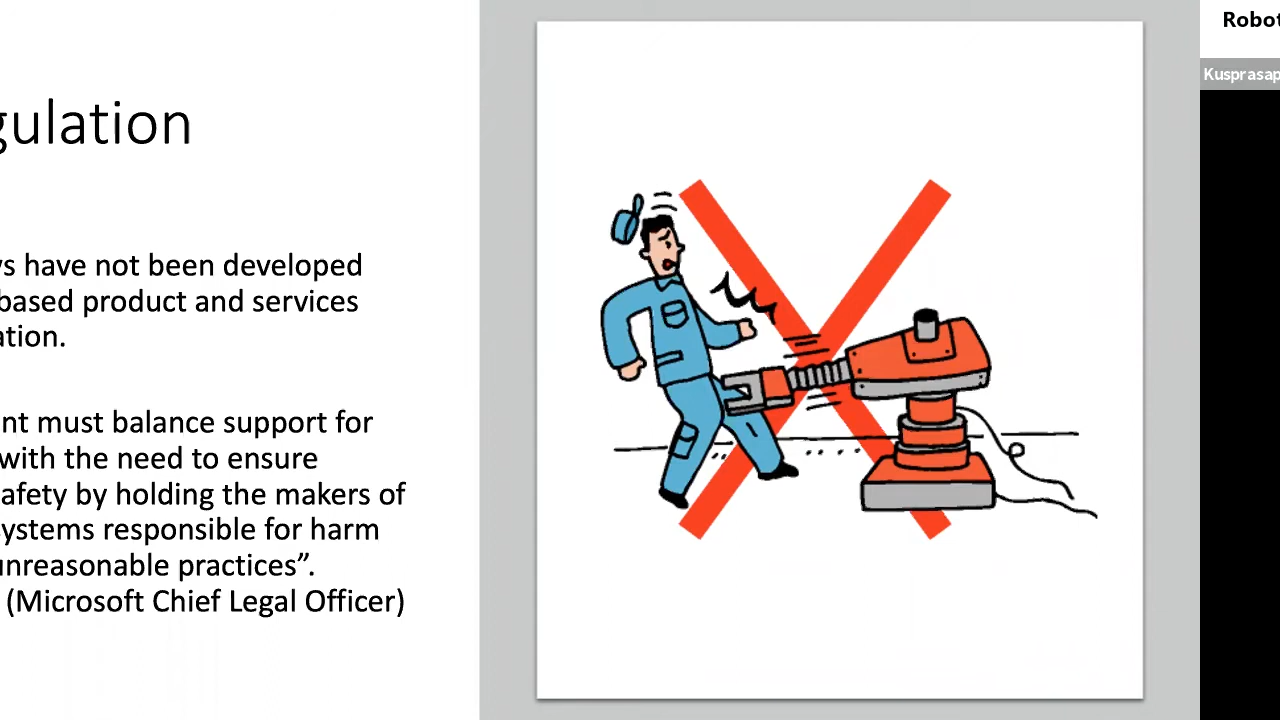 gulation
s have not been developed
based product and services
ation.
nt must balance support for
with the need to ensure
afety by holding the makers of
ystems responsible for harm
unreasonable practices”.
(Microsoft Chief Legal Officer)
Robot
Kusprasap